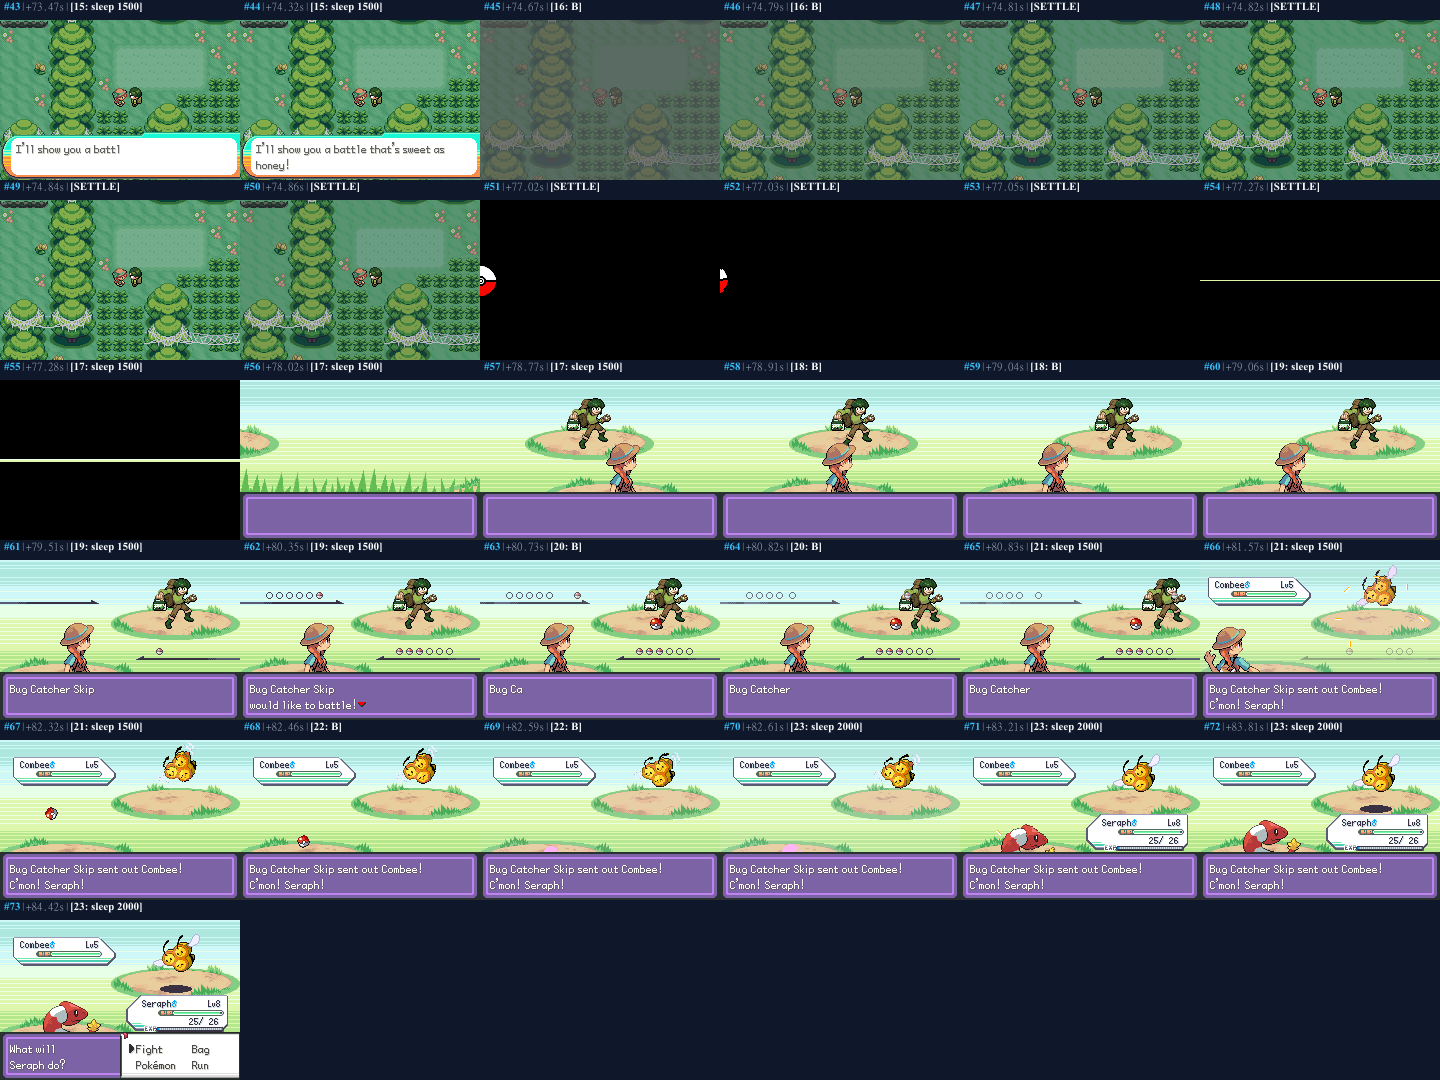 #43|+73.47s|[15: sleep 1500]
#44|+74.32s|[15: sleep 1500]
#45|+74.67s|[16: B]
#46|+74.79s|[16: B]
#47|+74.81s|[SETTLE]
#48|+74.82s|[SETTLE]
I'll show you a battl
I'll show you a battle that's sweet as
honey!
#49|+74.84s|[SETTLE]
#50|+74.86s|[SETTLE]
#51|+77.02s|[SETTLE]
#52|+77.03s|[SETTLE]
#53|+77.05s|[SETTLE]
#54|+77.27s|[SETTLE]
#55|+77.28s|[17: sleep 1500]
#56|+78.02s|[17: sleep 1500]
#57|+78.77s|[17: sleep 1500]
#58|+78.91s|[18: B]
#59|+79.04s|[18: B]
#60|+79.06s|[19: sleep 1500]
#61|+79.51s|[19: sleep 1500]
#62|+80.35s|[19: sleep 1500]
#63|+80.73s|[20: B]
#64|+80.82s|[20: B]
#65|+80.83s|[21: sleep 1500]
#66|+81.57s|[21: sleep 1500]
Combee♂ Lv5
Bug Catcher Skip
Bug Catcher Skip
would like to battle!
Bug Ca
Bug Catcher
Bug Catcher
Bug Catcher Skip sent out Combee!
C'mon! Seraph!
#67|+82.32s|[21: sleep 1500]
#68|+82.46s|[22: B]
#69|+82.59s|[22: B]
#70|+82.61s|[23: sleep 2000]
#71|+83.21s|[23: sleep 2000]
#72|+83.81s|[23: sleep 2000]
Combee♂ Lv5
Combee♂ Lv5
Combee♂ Lv5
Combee♂ Lv5
Combee♂ Lv5
Combee♂ Lv5
Seraph♂ Lv8
25/ 26
EXP
Seraph♂ Lv8
25/ 26
EXP
Bug Catcher Skip sent out Combee!
C'mon! Seraph!
Bug Catcher Skip sent out Combee!
C'mon! Seraph!
Bug Catcher Skip sent out Combee!
C'mon! Seraph!
Bug Catcher Skip sent out Combee!
C'mon! Seraph!
Bug Catcher Skip sent out Combee!
C'mon! Seraph!
Bug Catcher Skip sent out Combee!
C'mon! Seraph!
#73|+84.42s|[23: sleep 2000]
Combee♂ Lv5
Seraph♂ Lv8
25/ 26
EXP
What will
Seraph do?
Fight Bag
Pokémon Run